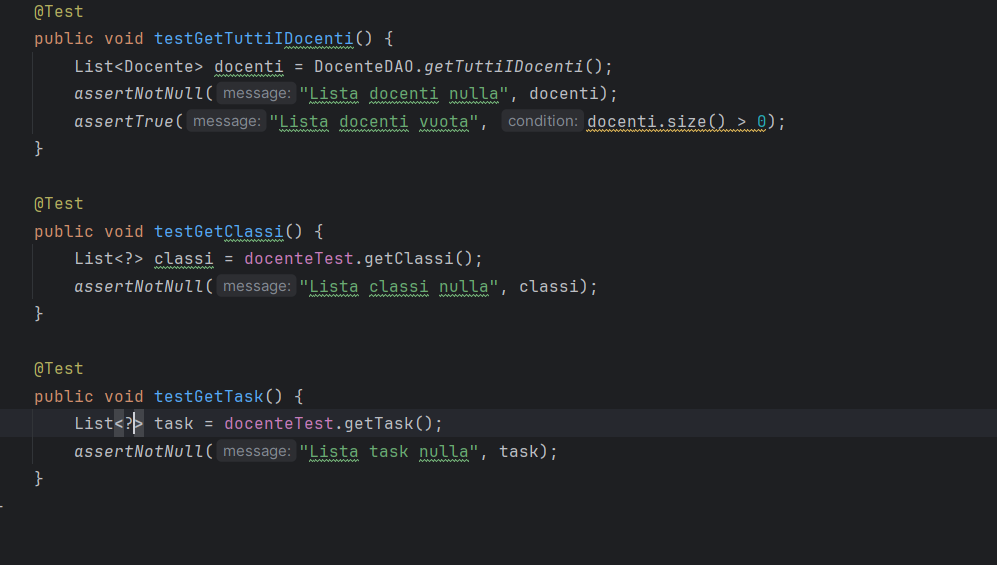 @Test
public void testGetTuttiIDocenti() {
List<Docente> docenti = DocenteDAO.getTuttiIDocenti();
assertNotNull( message: "Lista docenti nulla", docenti);
assertTrue( message: "Lista docenti vuota", condition: docenti.size() > 0);
}
@Test
public void testGetClassi() {
List<?> classi = docenteTest.getClassi();
assertNotNull( message: "Lista classi nulla", classi);
}
@Test
public void testGetTask() {
List<?> task = docenteTest.getTask();
assertNotNull( message: "Lista task nulla", task);
}